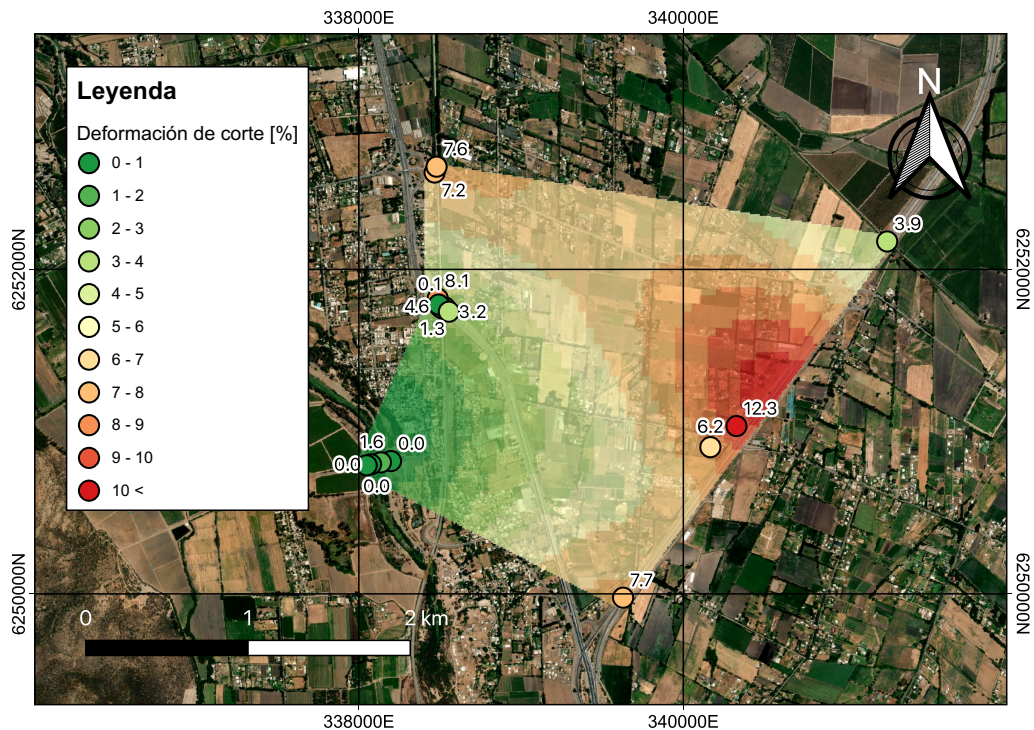 338000E
340000E
Leyenda
Deformación de corte [%]
0 - 1
1 - 2
2 - 3
3 - 4
4 - 5
5 - 6
6 - 7
7 - 8
8 - 9
9 - 10
10 <
N
7.6
7.2
3.9
6252000N
6252000N
0.1
8.1
4.6
3.2
1.3
12.3
6.2
1.6
0.0
0.0
0.0
7.7
6250000N
6250000N
0
1
2 km
338000E
340000E